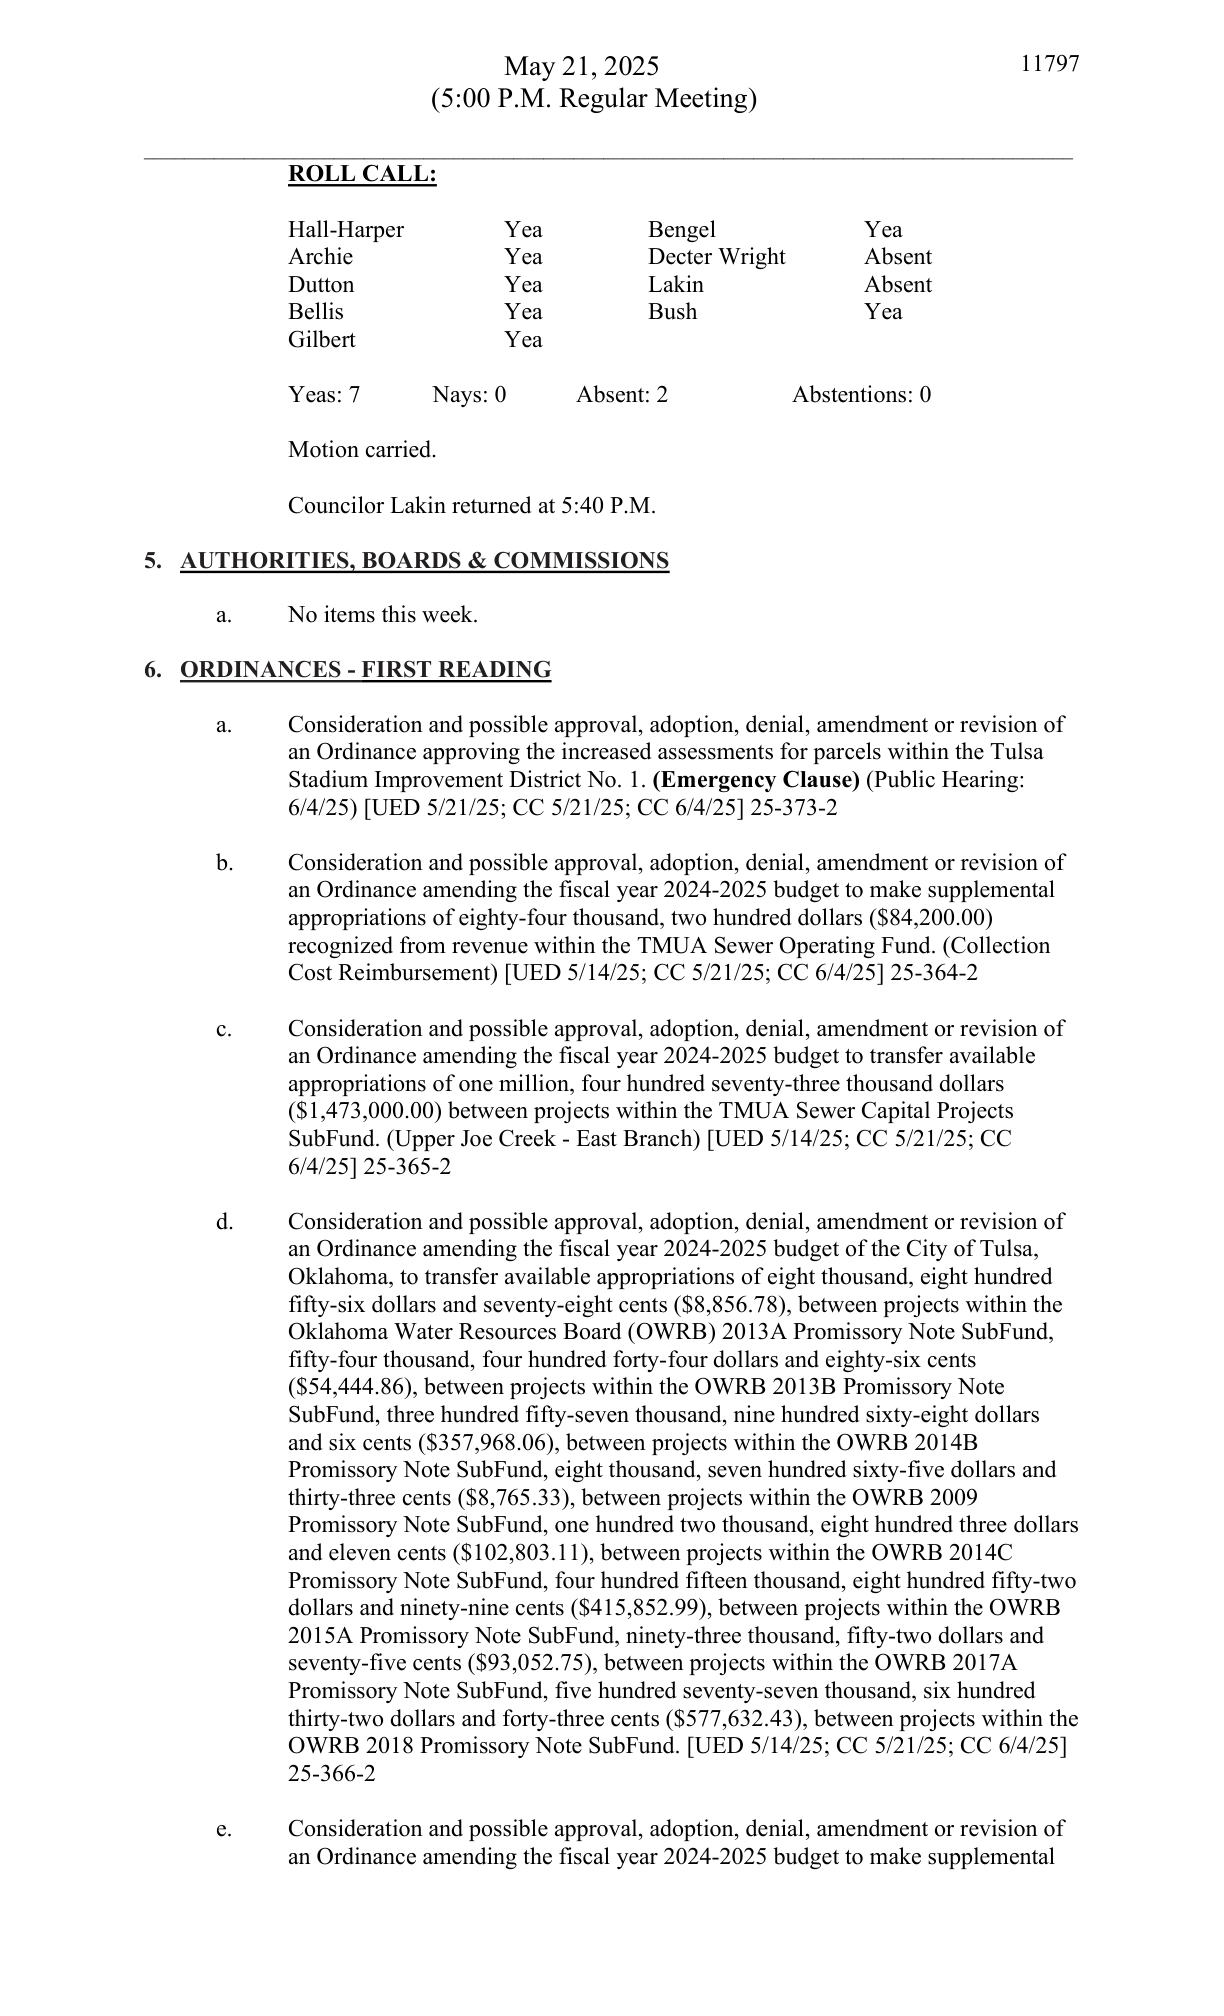 May 21, 2025 11797
(5:00 P.M. Regular Meeting)
ROLL CALL:
Hall-Harper Yea Bengel Yea
Archie Yea Decter Wright Absent
Dutton Yea Lakin Absent
Bellis Yea Bush Yea
Gilbert Yea
Yeas: 7 Nays: 0 Absent: 2 Abstentions: 0
Motion carried.
Councilor Lakin returned at 5:40 P.M.
5. AUTHORITIES, BOARDS & COMMISSIONS
a. No items this week.
6. ORDINANCES - FIRST READING
a. Consideration and possible approval, adoption, denial, amendment or revision of
an Ordinance approving the increased assessments for parcels within the Tulsa
Stadium Improvement District No. 1. (Emergency Clause) (Public Hearing:
6/4/25) [UED 5/21/25; CC 5/21/25; CC 6/4/25] 25-373-2
b. Consideration and possible approval, adoption, denial, amendment or revision of
an Ordinance amending the fiscal year 2024-2025 budget to make supplemental
appropriations of eighty-four thousand, two hundred dollars ($84,200.00)
recognized from revenue within the TMUA Sewer Operating Fund. (Collection
Cost Reimbursement) [UED 5/14/25; CC 5/21/25; CC 6/4/25] 25-364-2
c. Consideration and possible approval, adoption, denial, amendment or revision of
an Ordinance amending the fiscal year 2024-2025 budget to transfer available
appropriations of one million, four hundred seventy-three thousand dollars
($1,473,000.00) between projects within the TMUA Sewer Capital Projects
SubFund. (Upper Joe Creek - East Branch) [UED 5/14/25; CC 5/21/25; CC
6/4/25] 25-365-2
d. Consideration and possible approval, adoption, denial, amendment or revision of
an Ordinance amending the fiscal year 2024-2025 budget of the City of Tulsa,
Oklahoma, to transfer available appropriations of eight thousand, eight hundred
fifty-six dollars and seventy-eight cents ($8,856.78), between projects within the
Oklahoma Water Resources Board (OWRB) 2013A Promissory Note SubFund,
fifty-four thousand, four hundred forty-four dollars and eighty-six cents
($54,444.86), between projects within the OWRB 2013B Promissory Note
SubFund, three hundred fifty-seven thousand, nine hundred sixty-eight dollars
and six cents ($357,968.06), between projects within the OWRB 2014B
Promissory Note SubFund, eight thousand, seven hundred sixty-five dollars and
thirty-three cents ($8,765.33), between projects within the OWRB 2009
Promissory Note SubFund, one hundred two thousand, eight hundred three dollars
and eleven cents ($102,803.11), between projects within the OWRB 2014C
Promissory Note SubFund, four hundred fifteen thousand, eight hundred fifty-two
dollars and ninety-nine cents ($415,852.99), between projects within the OWRB
2015A Promissory Note SubFund, ninety-three thousand, fifty-two dollars and
seventy-five cents ($93,052.75), between projects within the OWRB 2017A
Promissory Note SubFund, five hundred seventy-seven thousand, six hundred
thirty-two dollars and forty-three cents ($577,632.43), between projects within the
OWRB 2018 Promissory Note SubFund. [UED 5/14/25; CC 5/21/25; CC 6/4/25]
25-366-2
e. Consideration and possible approval, adoption, denial, amendment or revision of
an Ordinance amending the fiscal year 2024-2025 budget to make supplemental